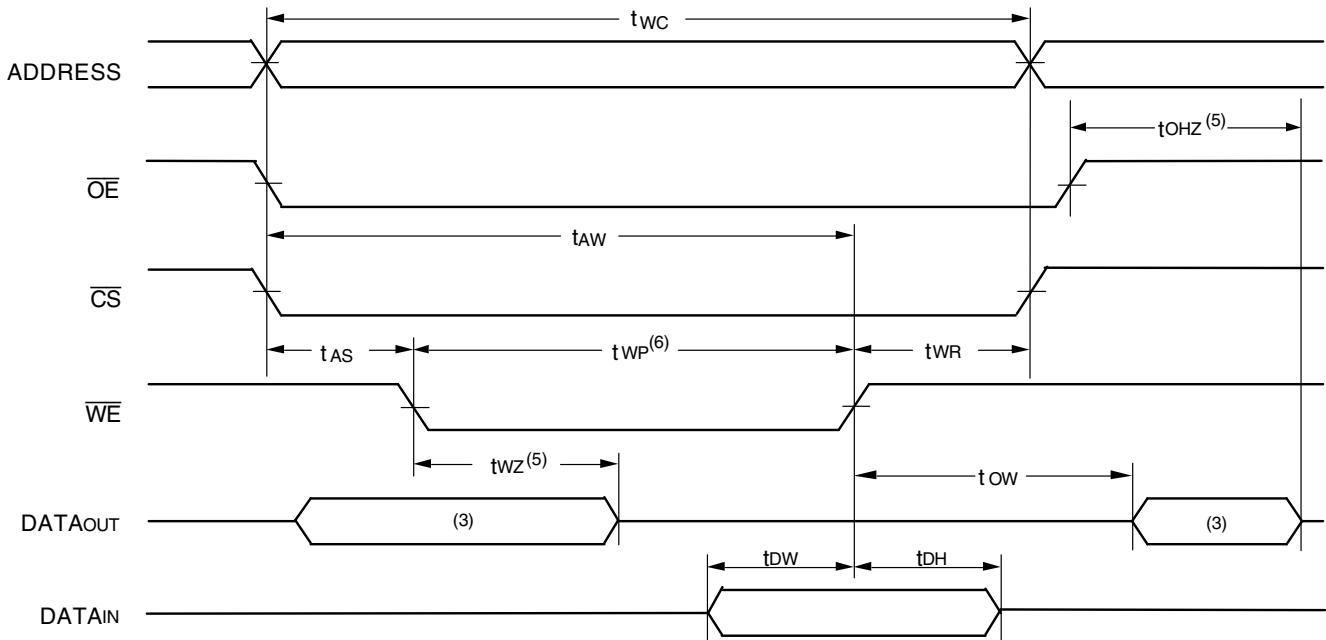 tWC
ADDRESS
tOHZ (5)
OE
tAW
CS
tAS
tWP(6)
tWR
WE
tWZ(5)
tOW
DATAOUT
(3)
(3)
tDW
tDH
DATAIN